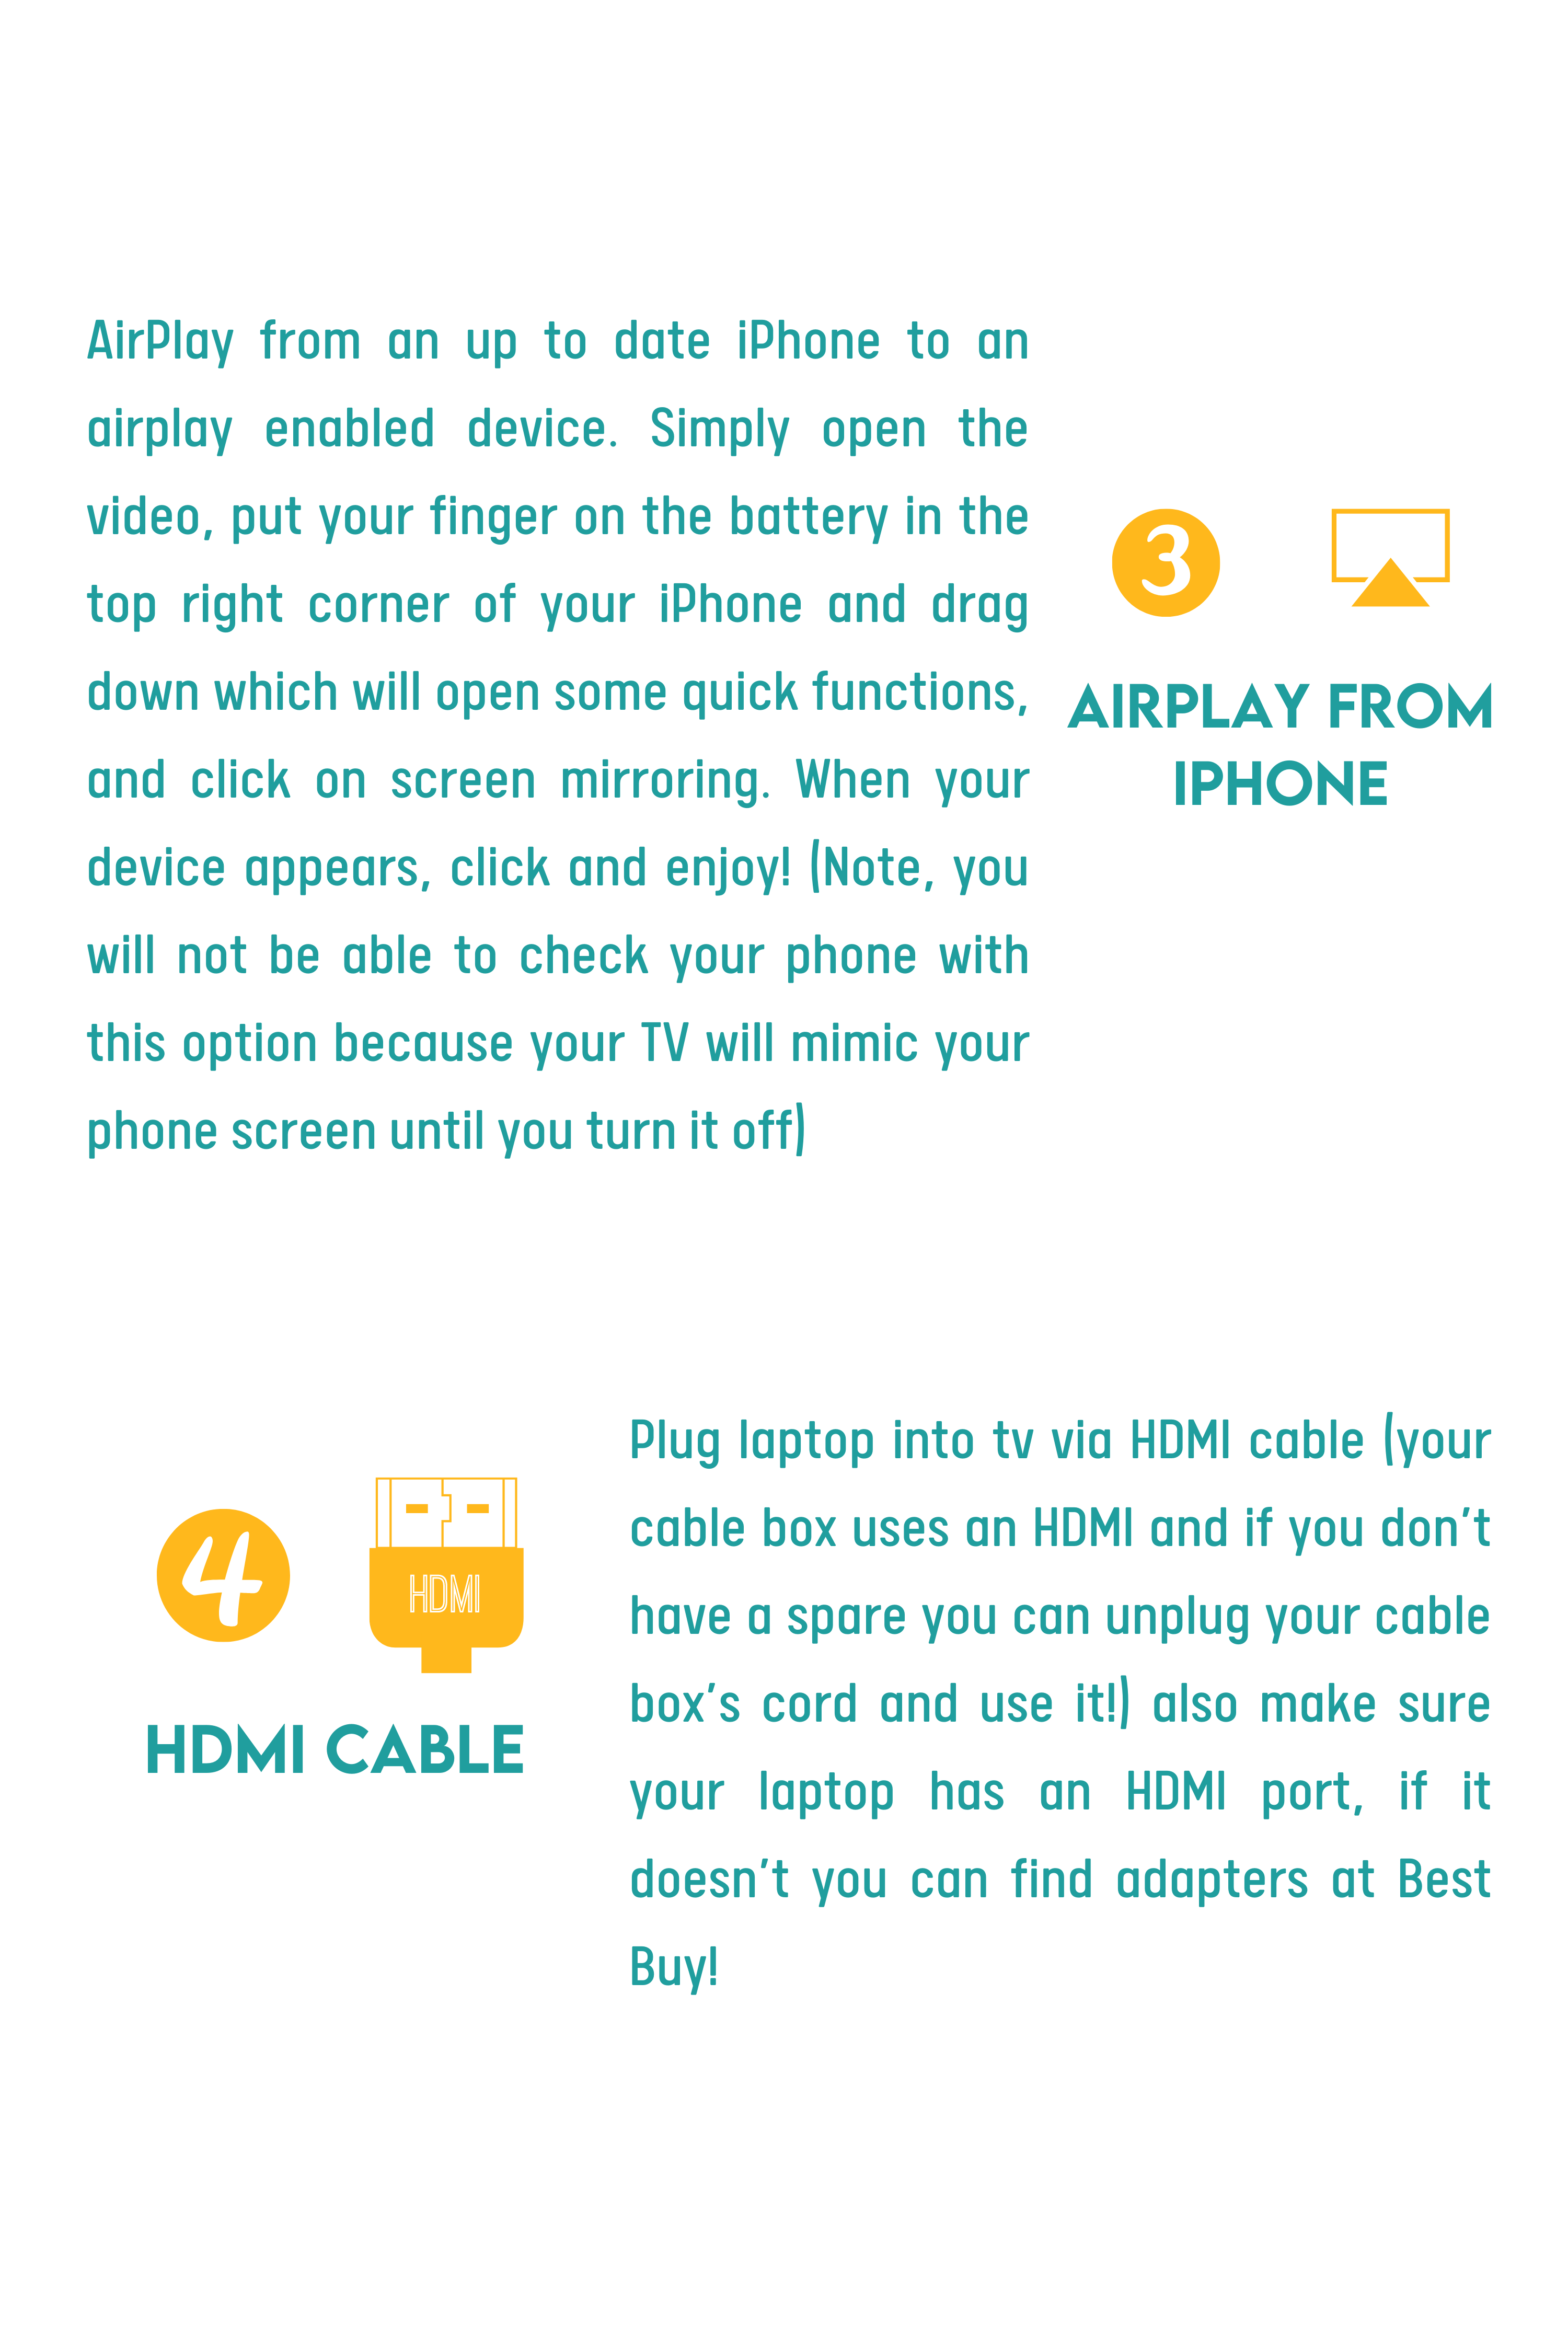 AirPlay from an up to date iPhone to an
airplay enabled device. Simply open the
video, put your finger on the battery in the
top right corner of your iPhone and drag
down which will open some quick functions,
and click on screen mirroring. When your
device appears, click and enjoy! (Note, you
will not be able to check your phone with
this option because your TV will mimic your
phone screen until you turn it off)
3
AIRPLAY FROM
IPHONE
4
HDMI
HDMI CABLE
Plug laptop into tv via HDMI cable (your
cable box uses an HDMI and if you don't
have a spare you can unplug your cable
box's cord and use it!) also make sure
your laptop has an HDMI port, if it
doesn't you can find adapters at Best
Buy!